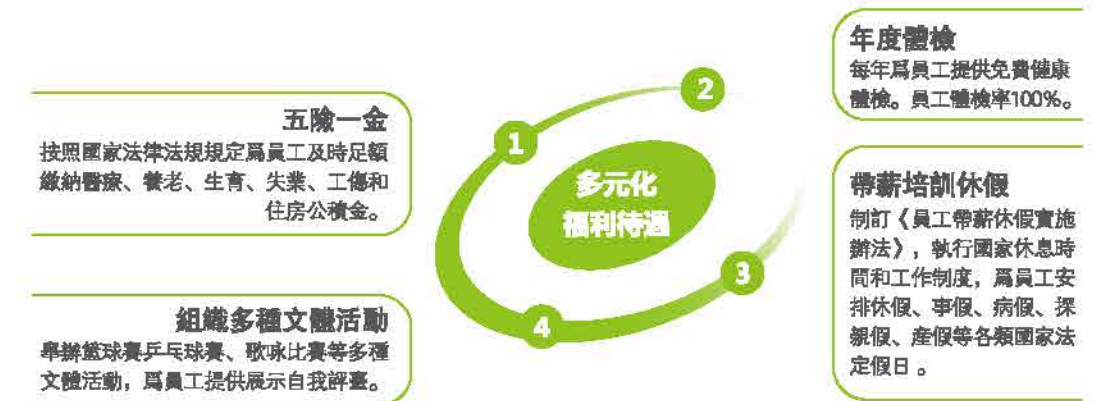 五險一金
按照國家法律法規規定爲員工及時足額
繳納醫療、養老、生育、失業、工傷和
住房公積金。
1
2
年度體檢
每年爲員工提供免費健康
體檢。員工體檢率100%。
多元化
福利待遇
3
帶薪培訓休假
制訂《員工帶薪休假實施
辦法》，執行國家休息時
間和工作制度，爲員工安
排休假、事假、病假、探
親假、產假等各類國家法
定假日。
4
組織多種文體活動
舉辦籃球賽乒乓球賽、歌咏比賽等多種
文體活動，爲員工提供展示自我評臺。